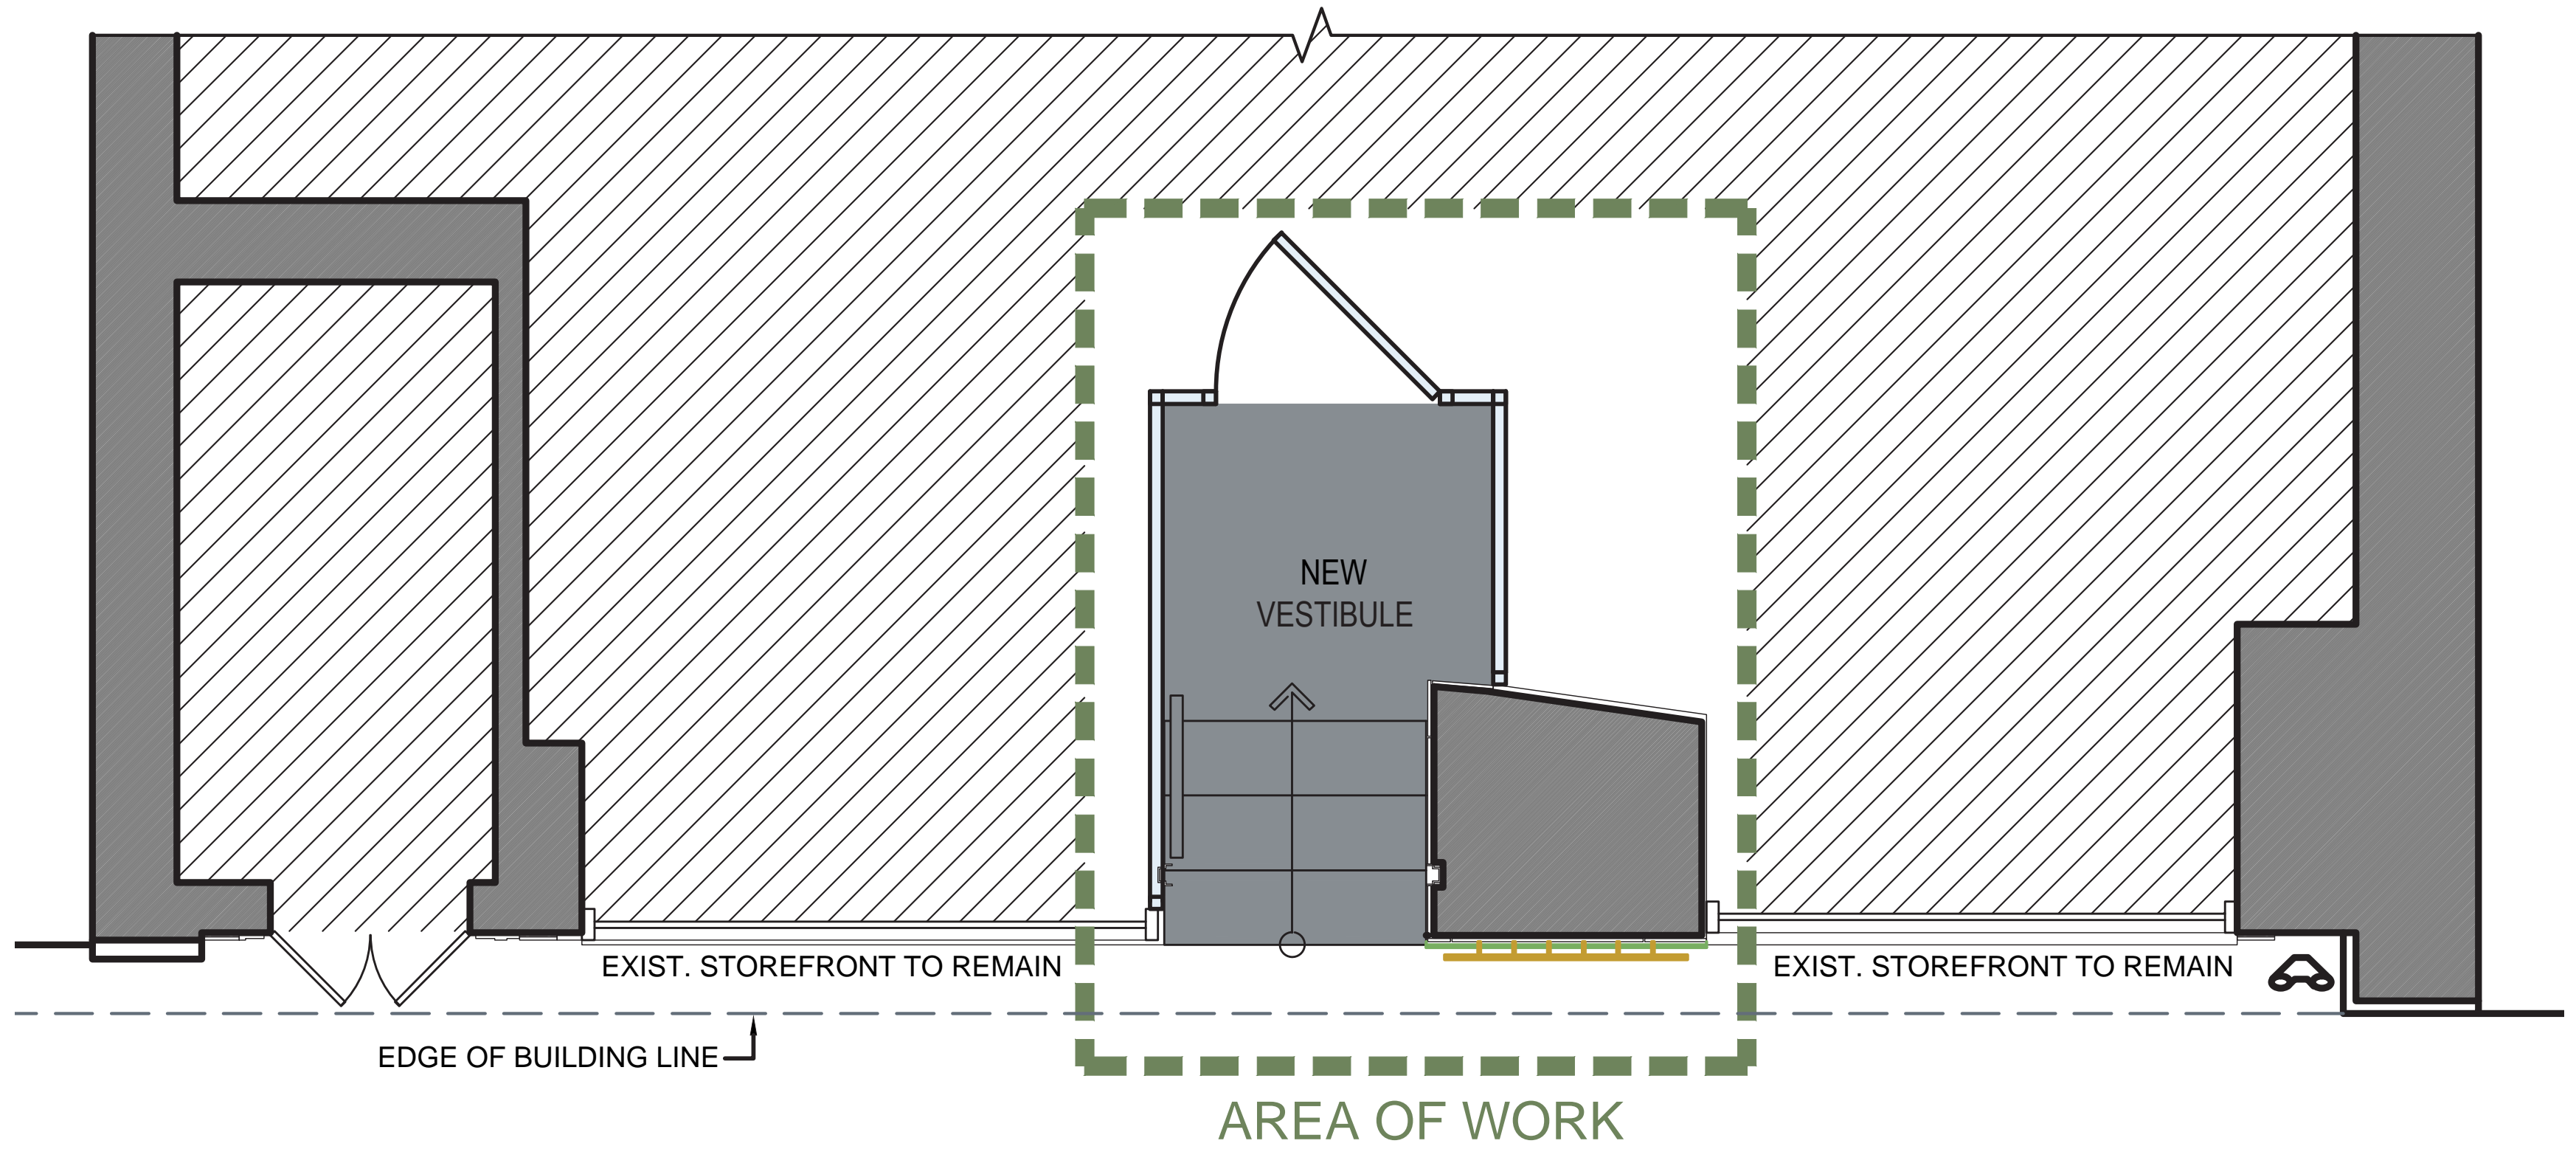 NEW
VESTIBULE
EXIST. STOREFRONT TO REMAIN
EXIST. STOREFRONT TO REMAIN
EDGE OF BUILDING LINE
AREA OF WORK